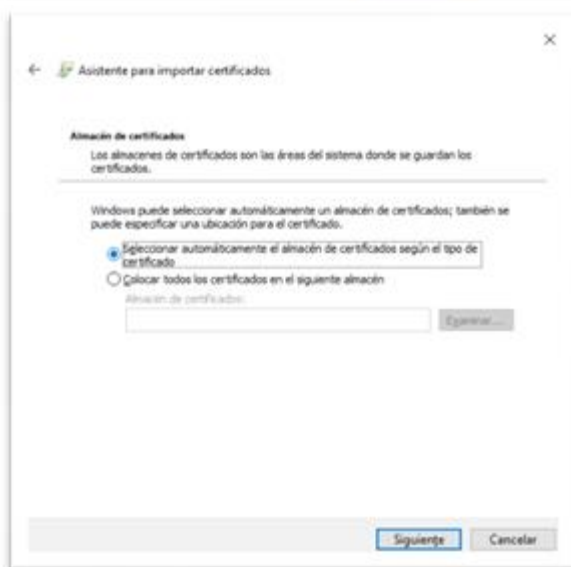 Asistente para importar certificados
Almacén de certificados
Los almacenes de certificados son las áreas del sistema donde se guardan los
certificados.
Windows puede seleccionar automáticamente un almacén de certificados; también se
puede especificar una ubicación para el certificado.
Seleccionar automáticamente el almacén de certificados según el tipo de
certificado
Colocar todos los certificados en el siguiente almacén
Almacén de certificados:
Examinar...
Siguiente
Cancelar